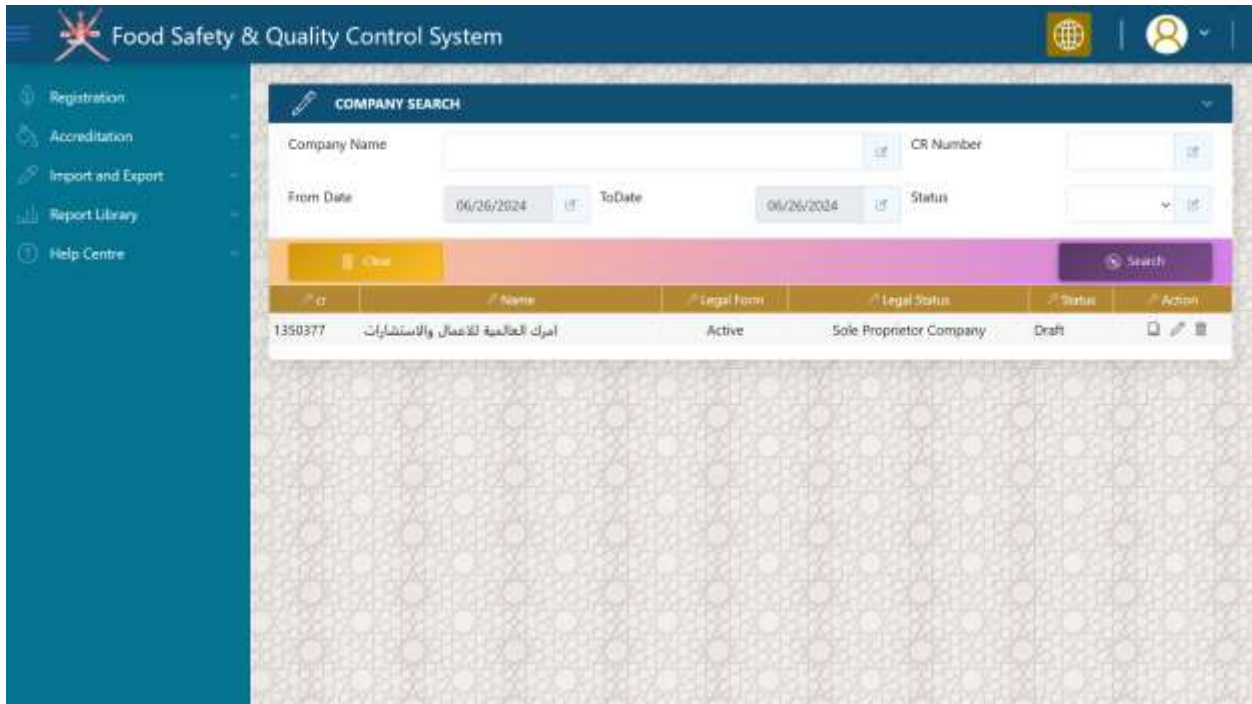 Food Safety & Quality Control System
Registration
Accreditation
Import and Export
Report Library
Help Centre
COMPANY SEARCH
Company Name
CR Number
From Date 06/26/2024 ToDate 06/26/2024 Status
Clear Search
cr Name Legal Form Legal Status Status Action
1350377 امرك العالمية للاعمال والاستشارات Active Sole Proprietor Company Draft